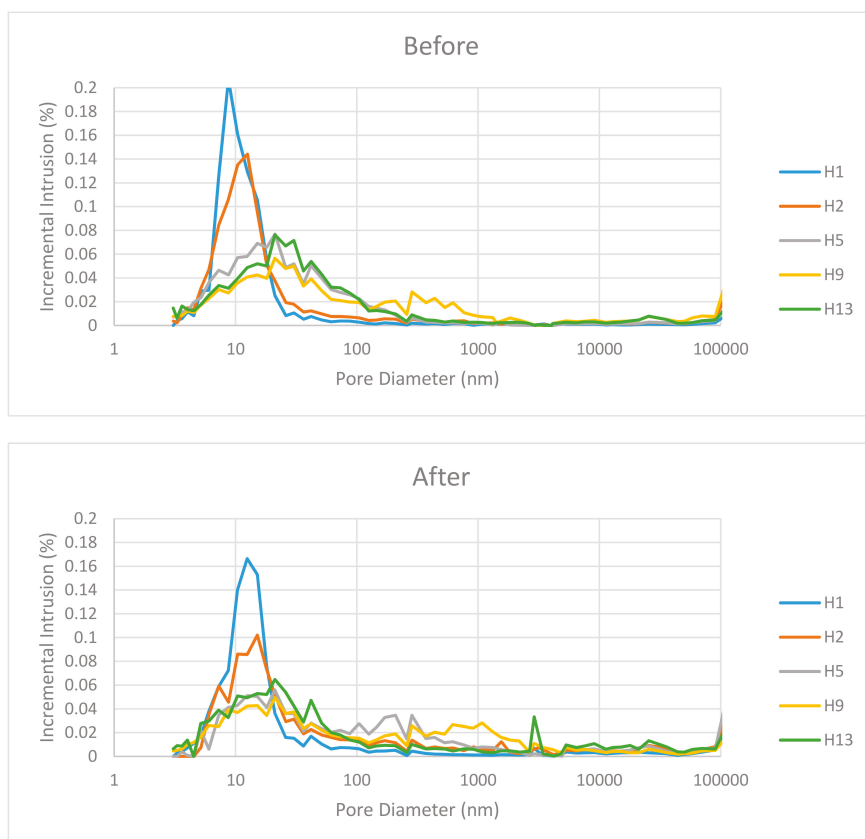 Before
Incremental Intrusion (%)
0.2
0.18
0.16
0.14
0.12
0.1
0.08
0.06
0.04
0.02
0
1 10 100 1000 10000 100000
Pore Diameter (nm)
H1
H2
H5
H9
H13
After
Incremental Intrusion (%)
0.2
0.18
0.16
0.14
0.12
0.1
0.08
0.06
0.04
0.02
0
1 10 100 1000 10000 100000
Pore Diameter (nm)
H1
H2
H5
H9
H13